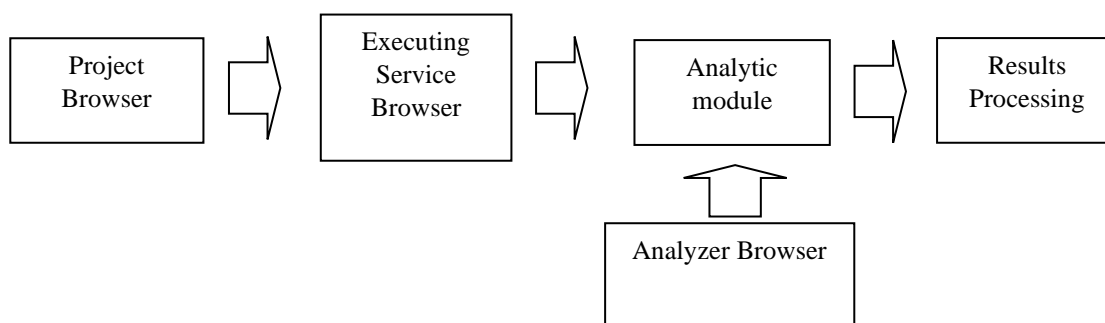 Project
Browser
Executing
Service
Browser
Analytic
module
Results
Processing
Analyzer Browser